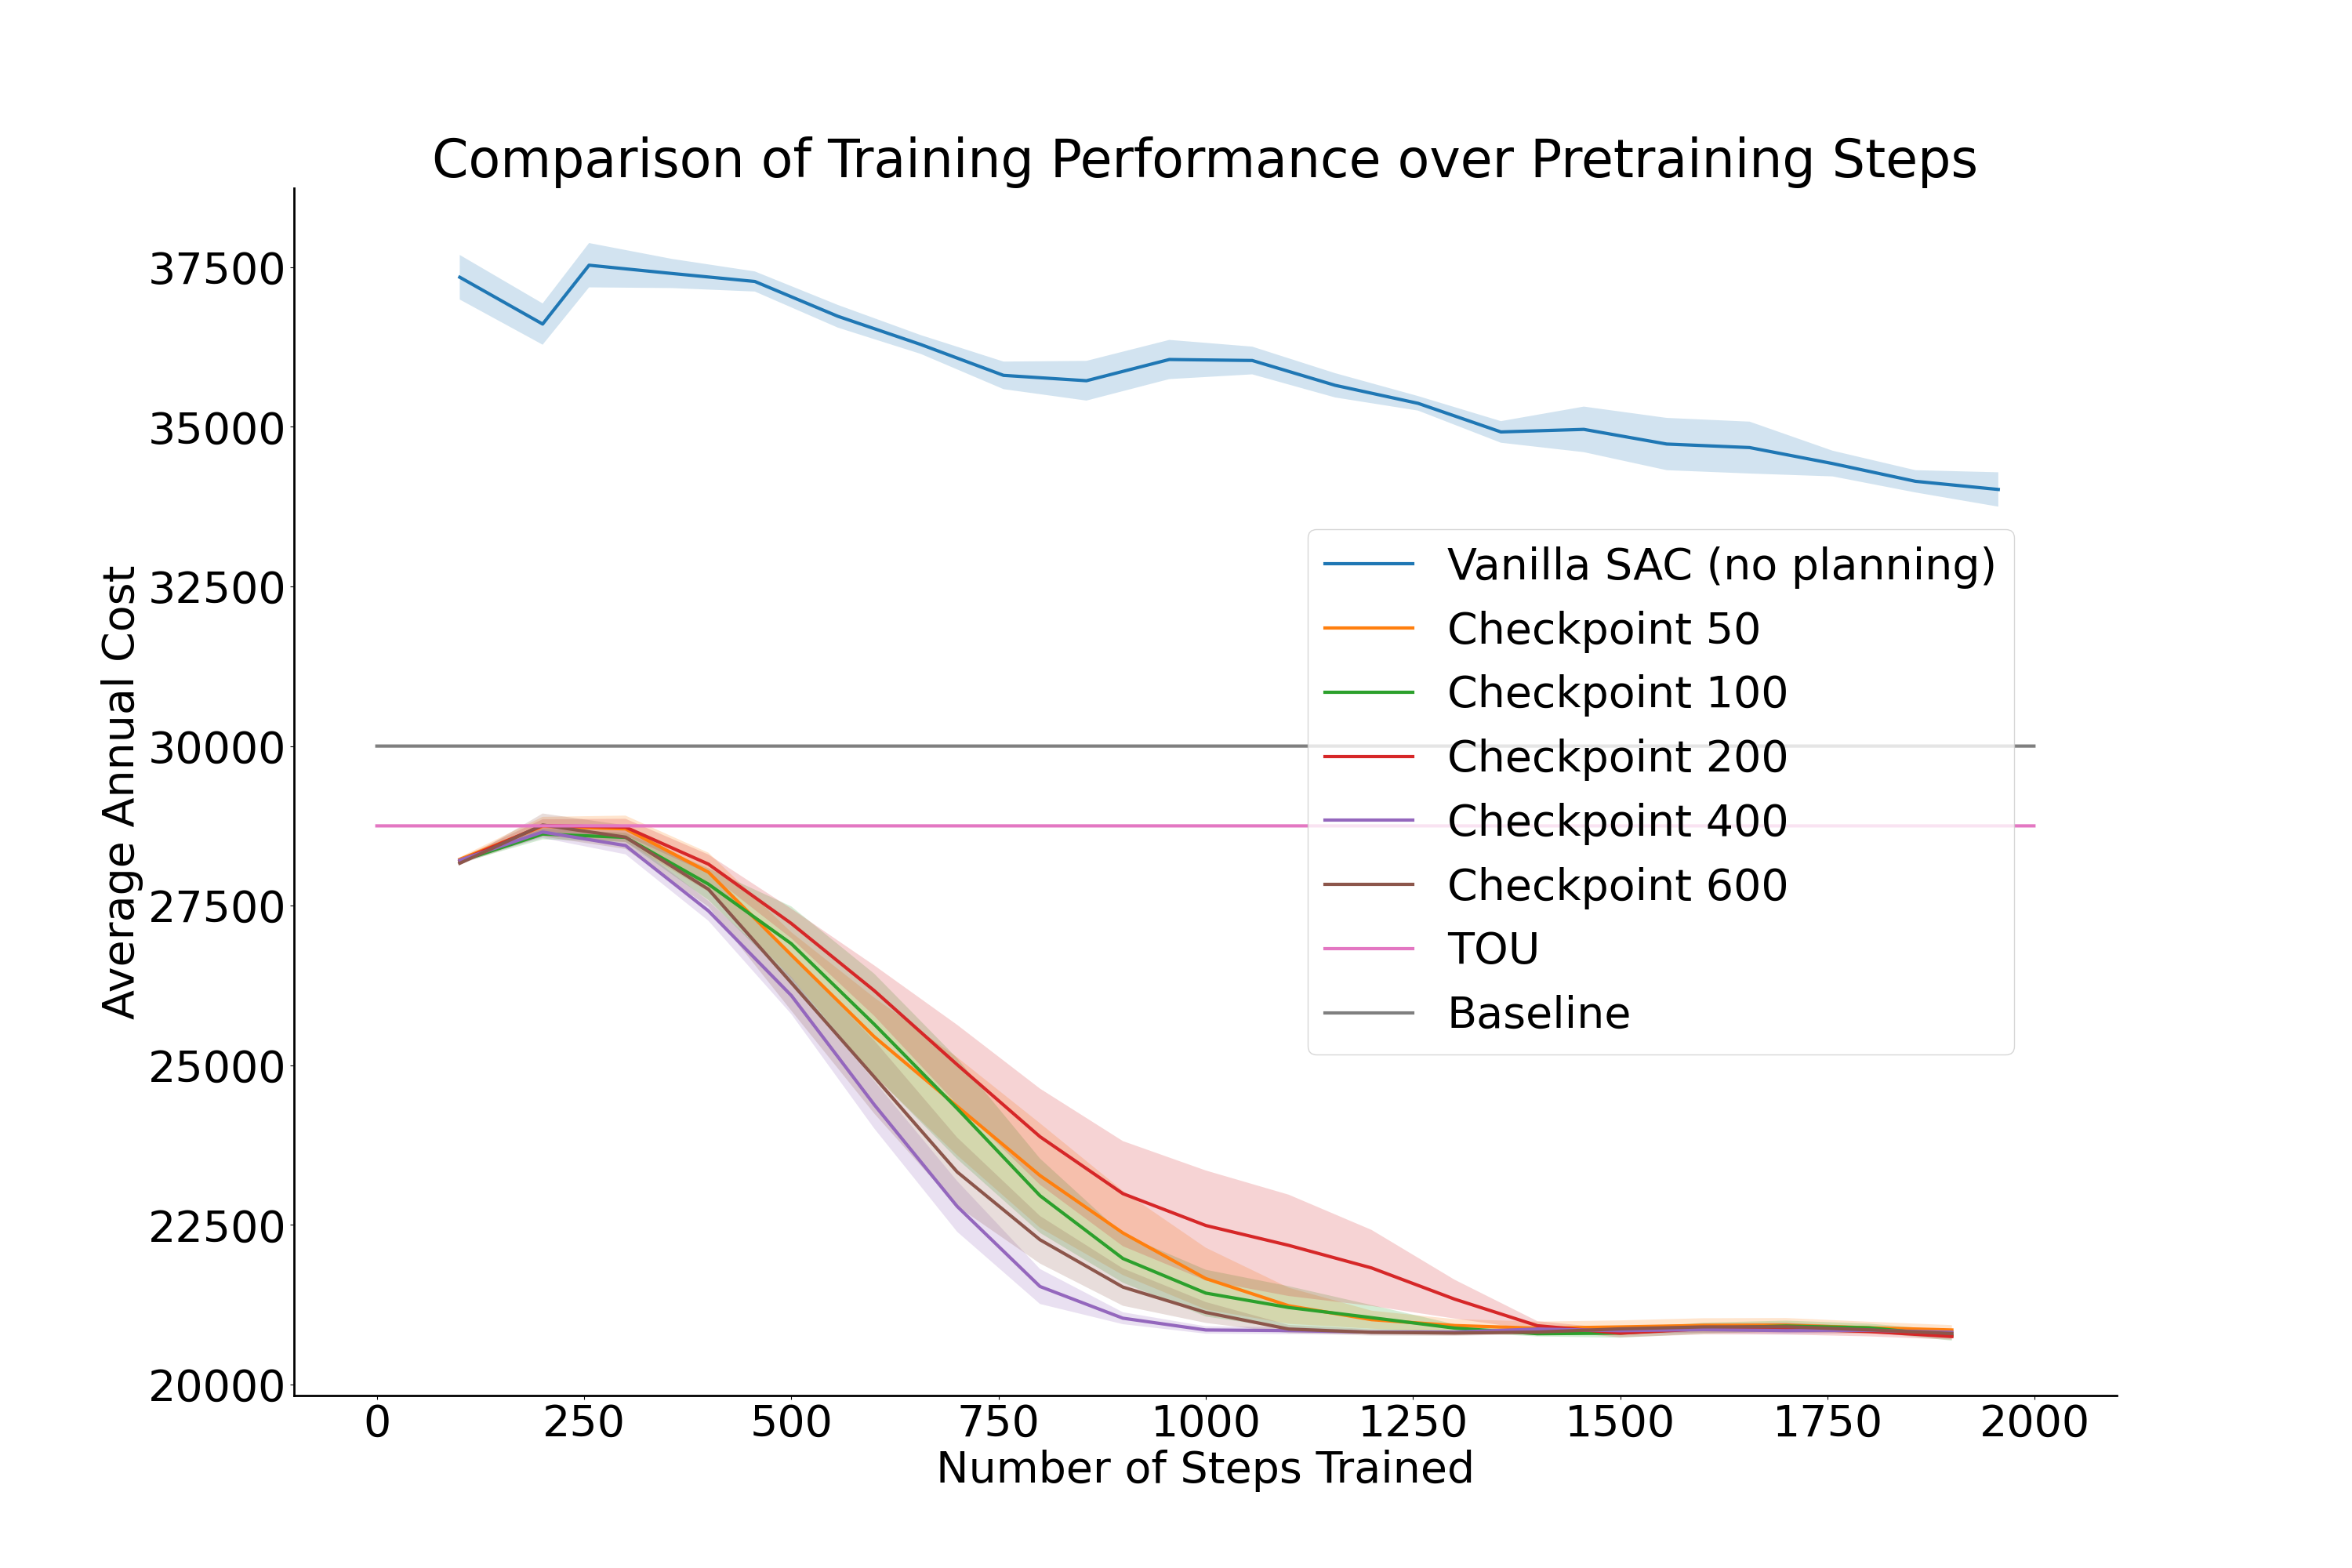 Comparison of Training Performance over Pretraining Steps
Average Annual Cost
37500
35000
32500
30000
27500
25000
22500
20000
Vanilla SAC (no planning)
Checkpoint 50
Checkpoint 100
Checkpoint 200
Checkpoint 400
Checkpoint 600
TOU
Baseline
0 250 500 750 1000 1250 1500 1750 2000
Number of Steps Trained